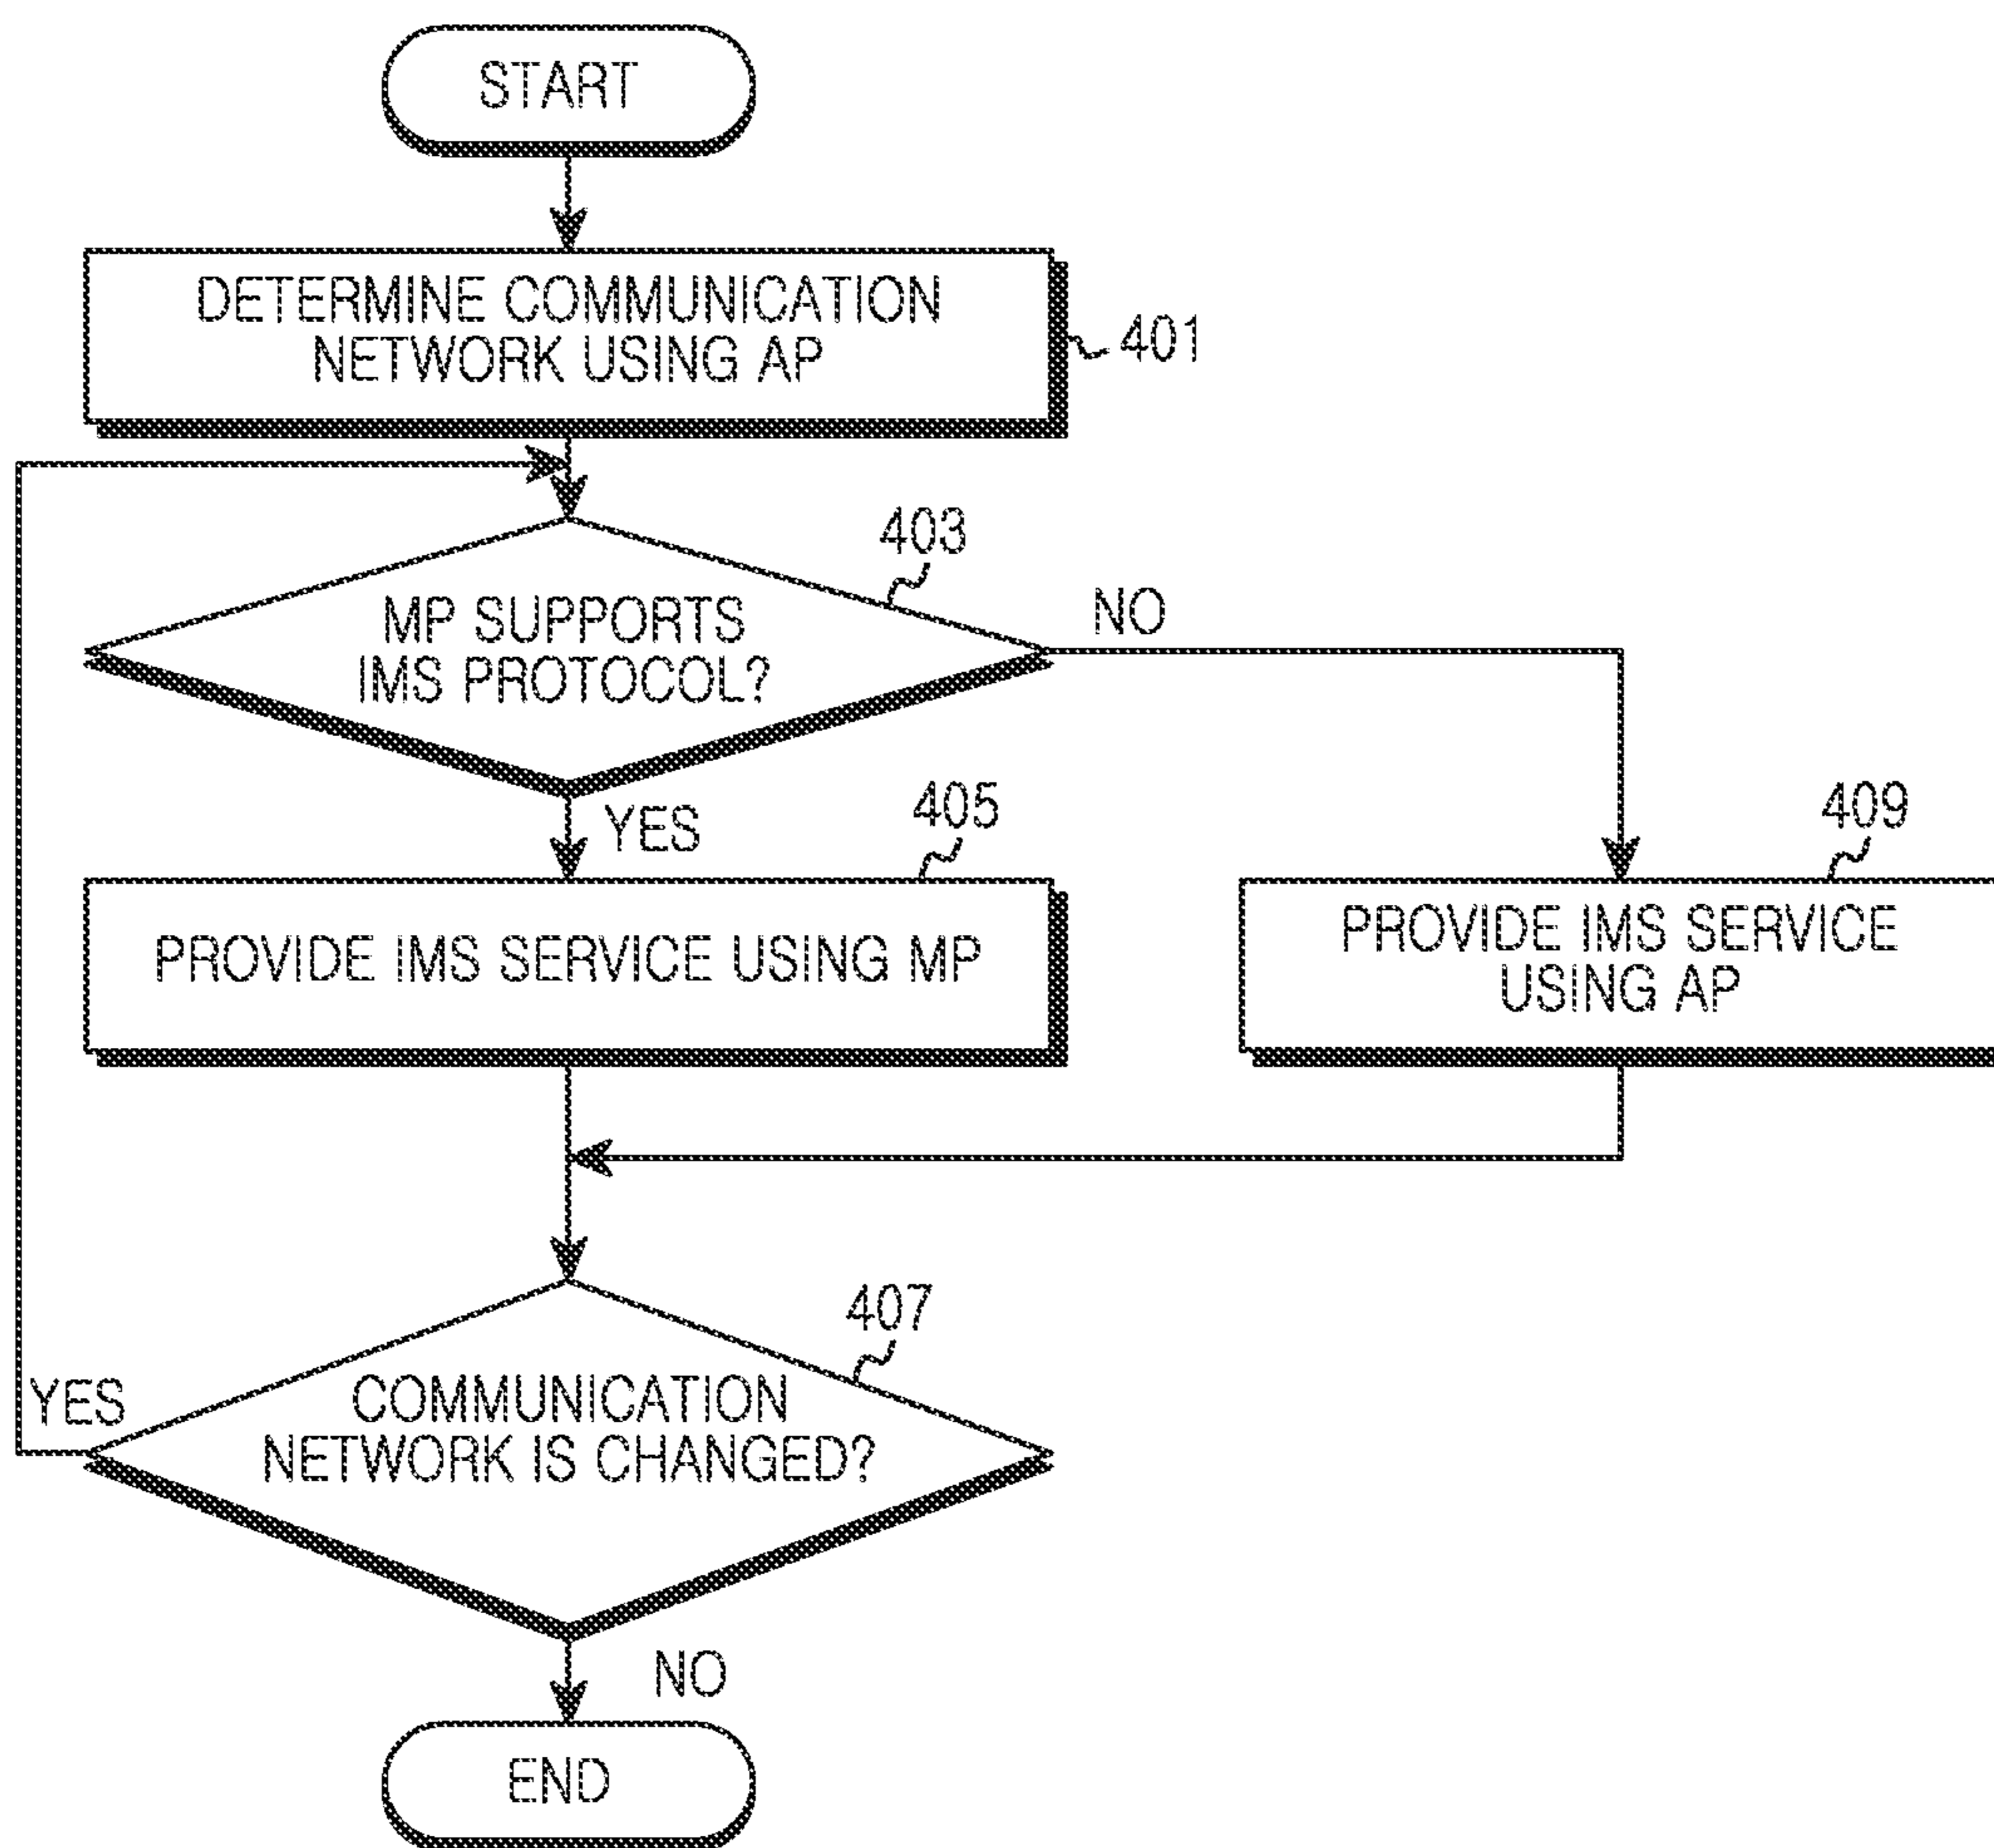 START
DETERMINE COMMUNICATION
NETWORK USING AP
401
403
MP SUPPORTS
IMS PROTOCOL?
NO
YES
405
409
PROVIDE IMS SERVICE USING MP
PROVIDE IMS SERVICE
USING AP
407
YES
COMMUNICATION
NETWORK IS CHANGED?
NO
END